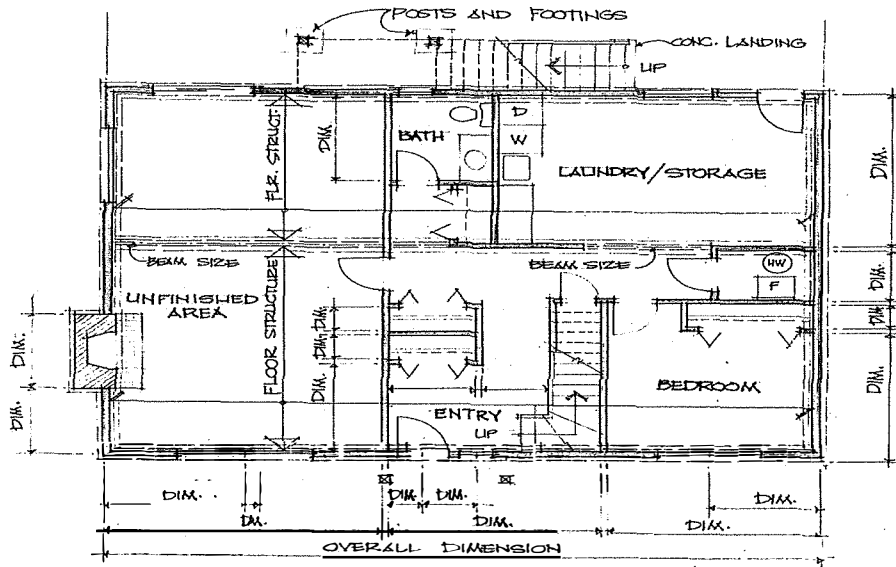 POSTS AND FOOTINGS
CONC. LANDING
UP
D
W
BATH
DIM.
FLR. STRUCT.
LAUNDRY/STORAGE
DIM.
BEAM SIZE
BEAM SIZE
HW
F
DIM.
UNFINISHED
AREA
FLOOR STRUCTURE
DIM.
DIM.
DIM.
DIM.
DIM.
DIM.
DIM.
BEDROOM
ENTRY
UP
DIM.
DIM.
DIM.
DIM.
DIM.
DIM.
DIM.
OVERALL DIMENSION